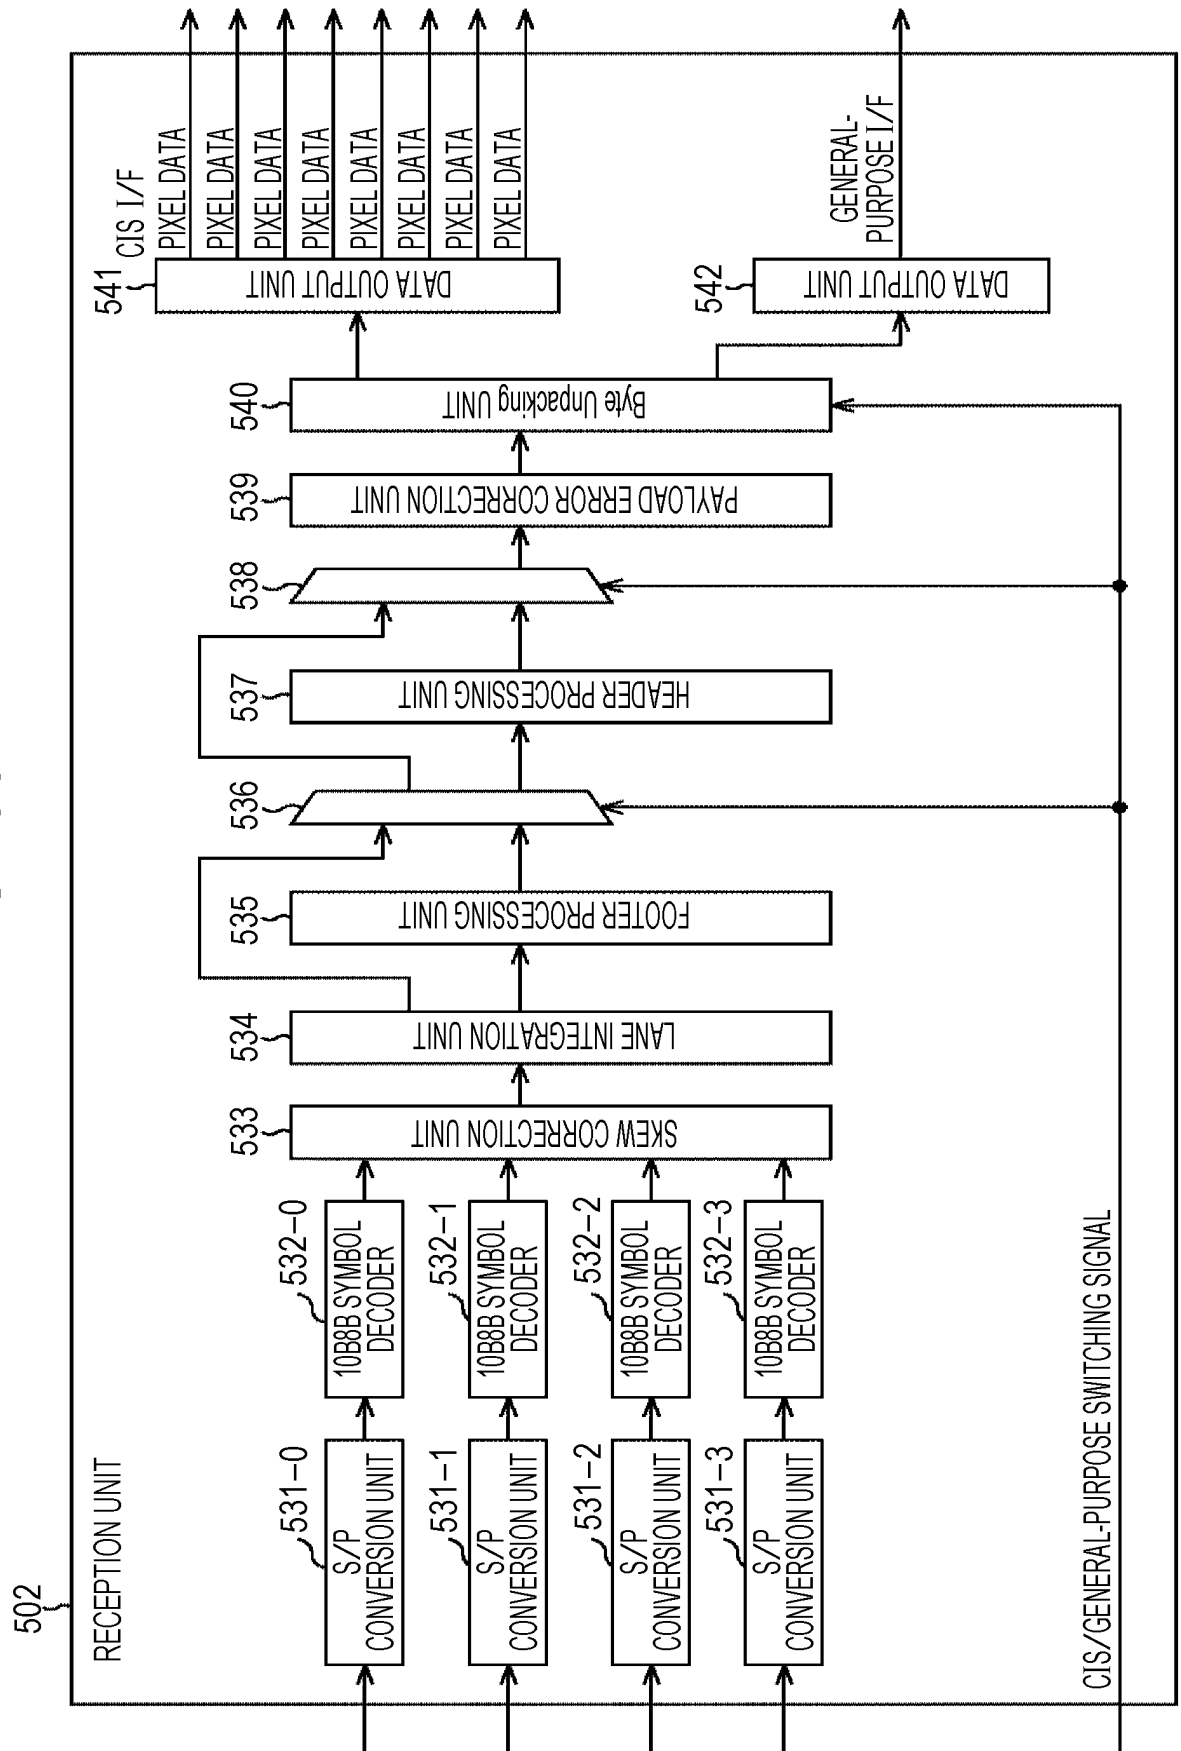 502
RECEPTION UNIT
531-0
S/P
CONVERSION UNIT
531-1
S/P
CONVERSION UNIT
531-2
S/P
CONVERSION UNIT
531-3
S/P
CONVERSION UNIT
532-0
10B8B SYMBOL
DECODER
532-1
10B8B SYMBOL
DECODER
532-2
10B8B SYMBOL
DECODER
532-3
10B8B SYMBOL
DECODER
533
SKEW CORRECTION UNIT
534
LANE INTEGRATION UNIT
535
FOOTER PROCESSING UNIT
536
537
HEADER PROCESSING UNIT
538
539
PAYLOAD ERROR CORRECTION UNIT
540
Byte Unpacking UNIT
541
DATA OUTPUT UNIT
CIS I/F
PIXEL DATA
PIXEL DATA
PIXEL DATA
PIXEL DATA
PIXEL DATA
PIXEL DATA
PIXEL DATA
PIXEL DATA
542
DATA OUTPUT UNIT
GENERAL-
PURPOSE I/F
CIS/GENERAL-PURPOSE SWITCHING SIGNAL